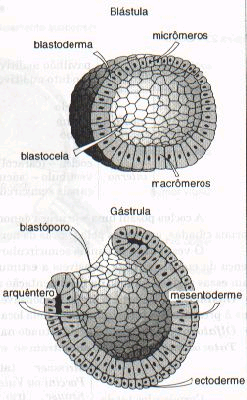 Blástula
micrômeros
blastoderma
blastocela
macrômeros
Gástrula
blastóporo
arquêntero
mesentoderme
ectoderme